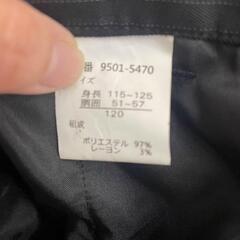 番 9501-5470
イズ
身長 115~125
胴囲 51~57
120
組成
ポリエステル 97%
レーヨン 3%